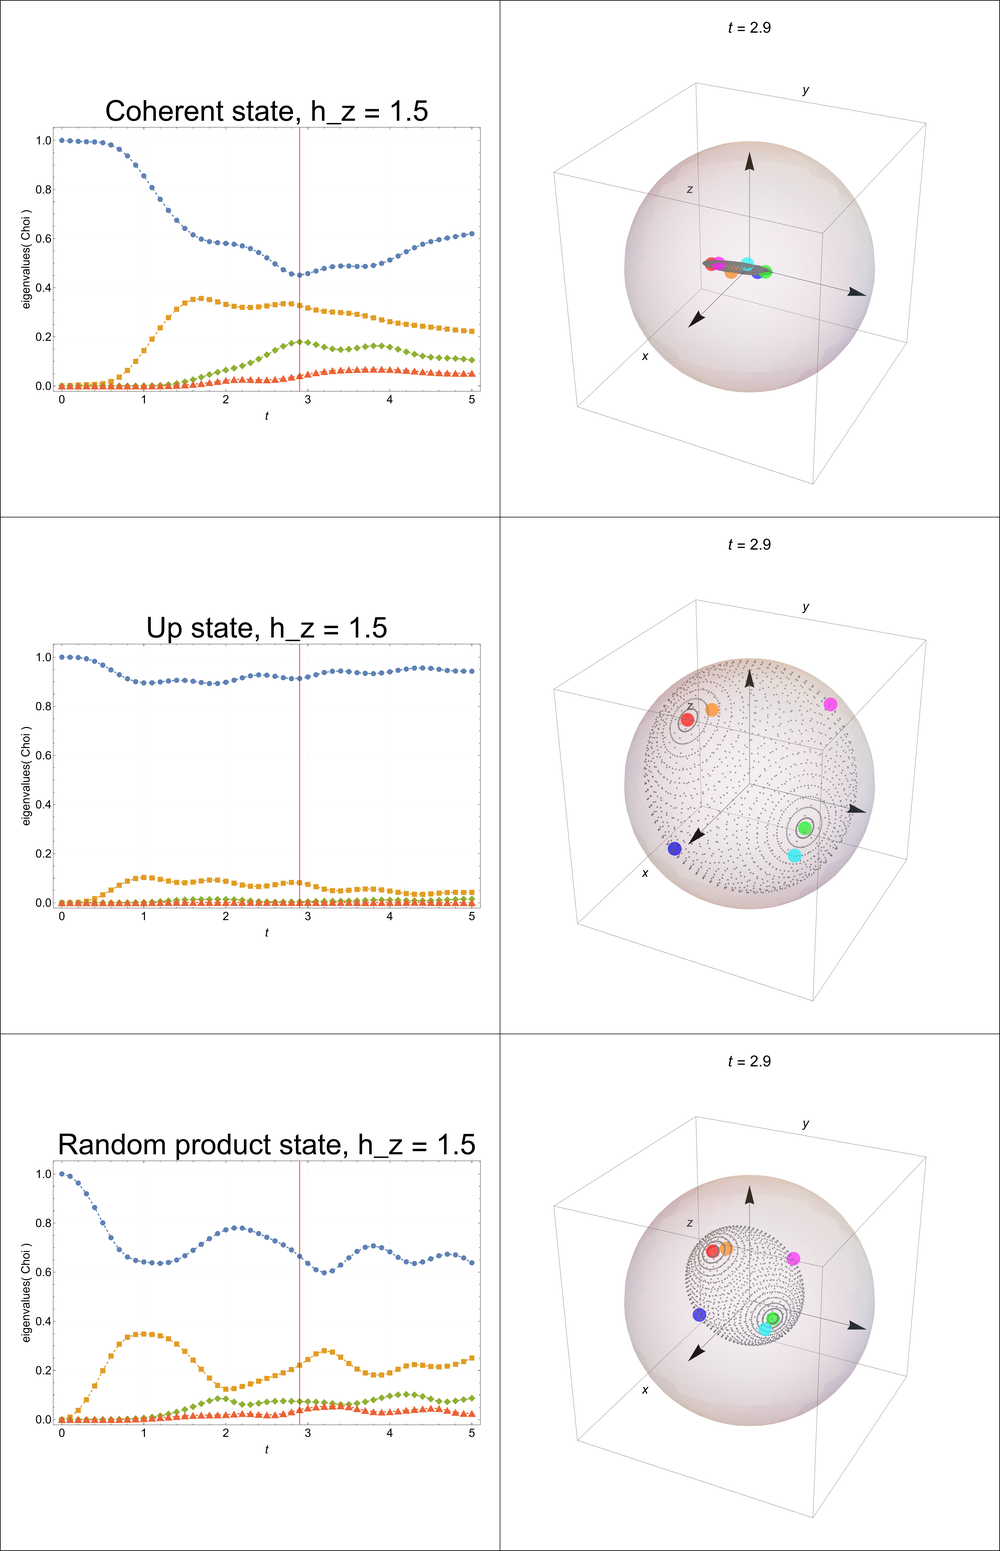 Coherent state, h_z = 1.5
eigenvalues( Choi )
1.0
0.8
0.6
0.4
0.2
0.0
0 1 2 3 4 5
t
t = 2.9
y
z
x
Up state, h_z = 1.5
eigenvalues( Choi )
1.0
0.8
0.6
0.4
0.2
0.0
0 1 2 3 4 5
t
t = 2.9
y
z
x
Random product state, h_z = 1.5
eigenvalues( Choi )
1.0
0.8
0.6
0.4
0.2
0.0
0 1 2 3 4 5
t
t = 2.9
y
z
x